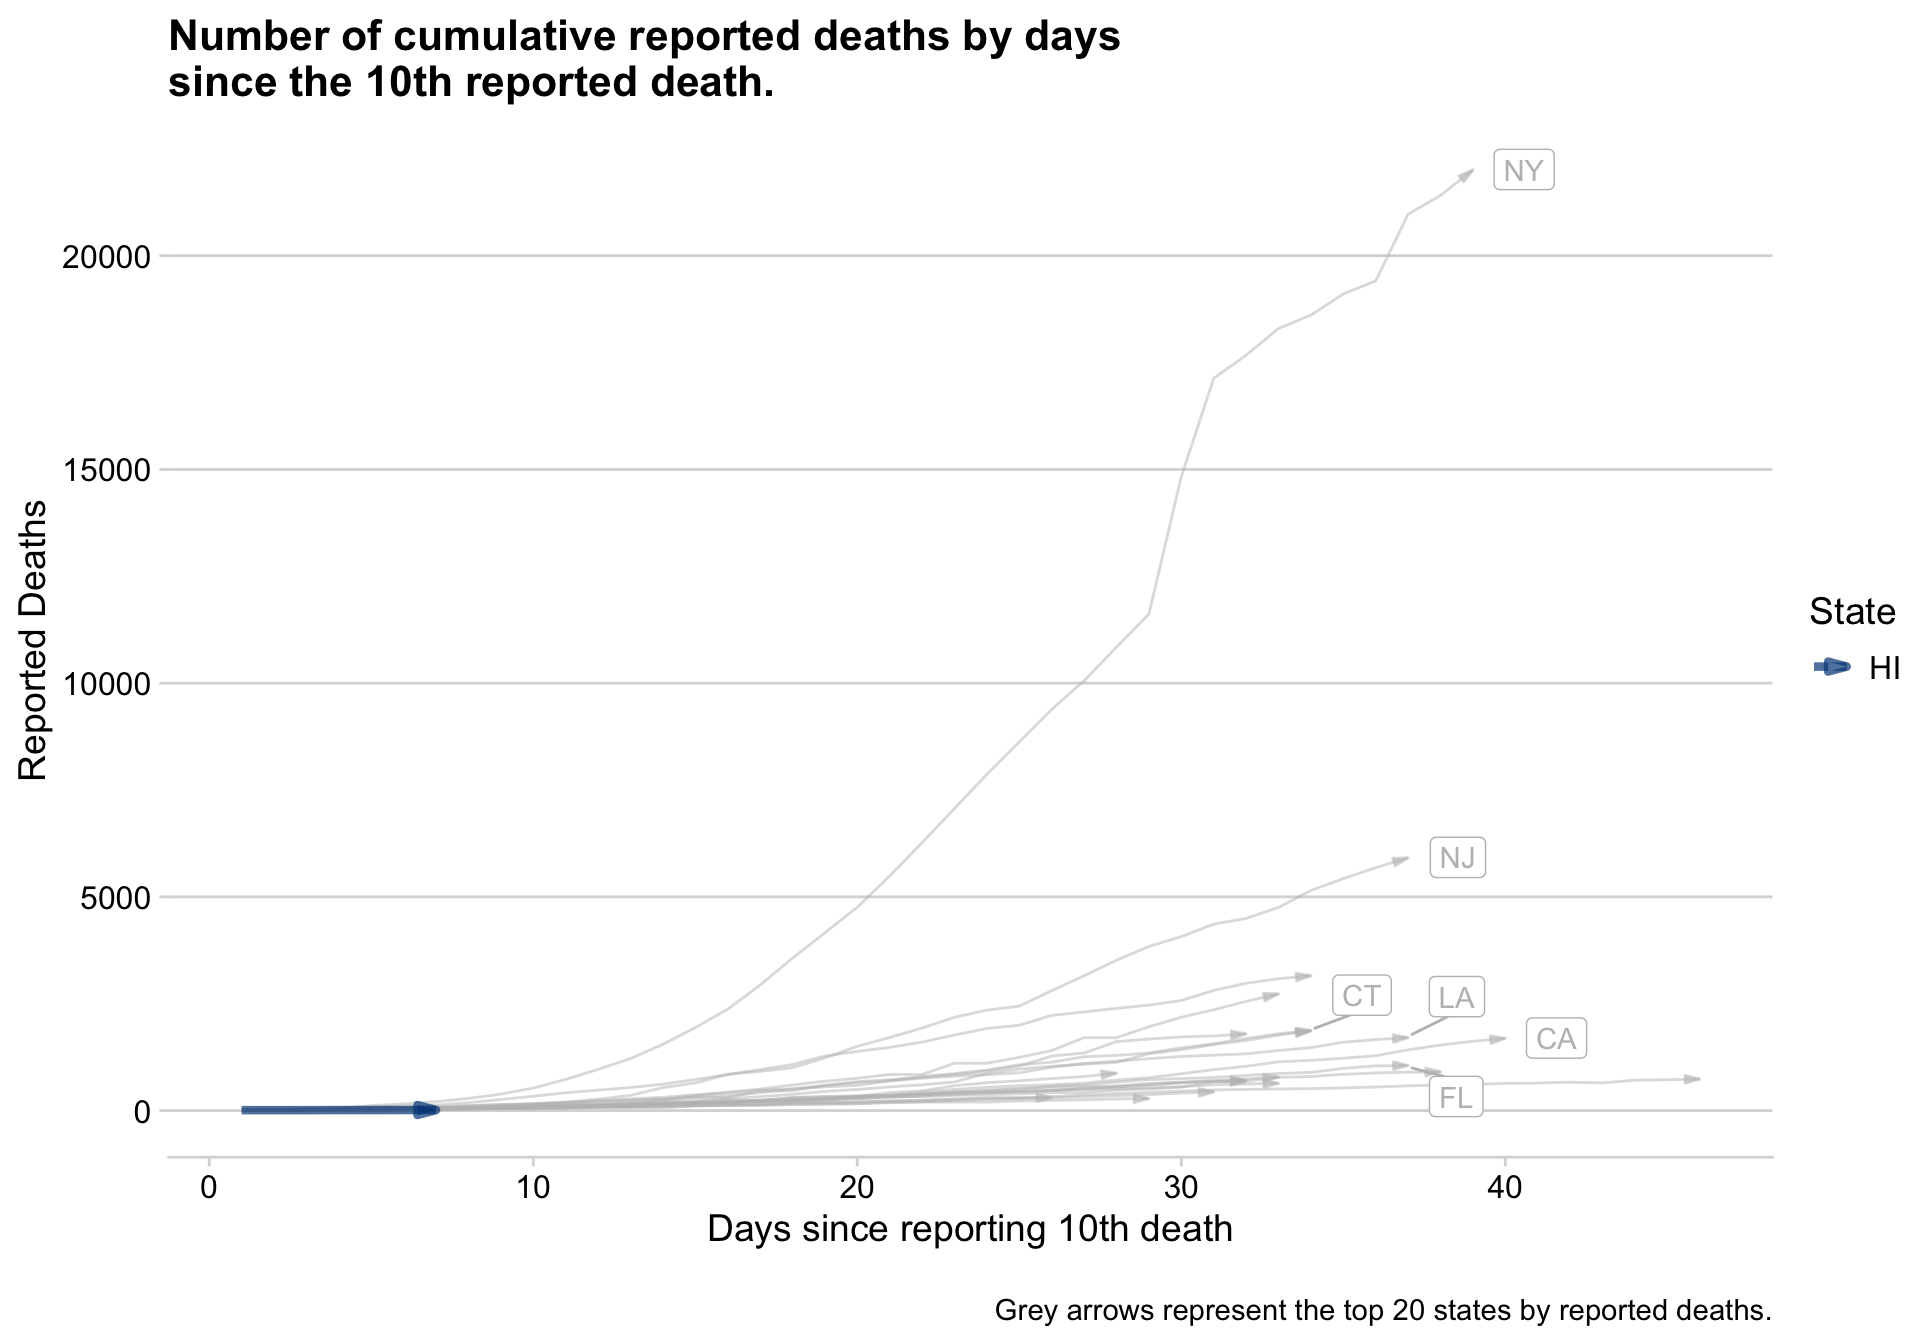 Number of cumulative reported deaths by days
since the 10th reported death.
NY
20000
15000
Reported Deaths
10000
State
HI
NJ
5000
CT
LA
CA
FL
0
0 10 20 30 40
Days since reporting 10th death
Grey arrows represent the top 20 states by reported deaths.